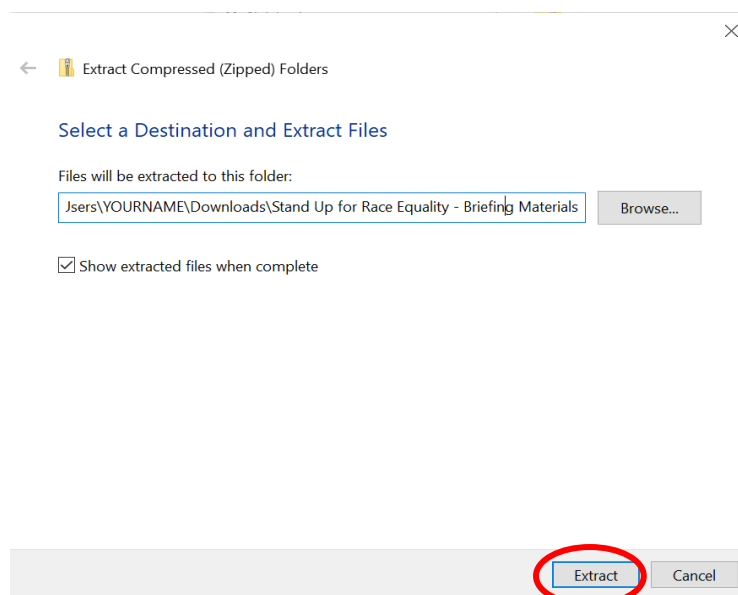 Extract Compressed (Zipped) Folders
Select a Destination and Extract Files
Files will be extracted to this folder:
Jsers\YOURNAME\Downloads\Stand Up for Race Equality - Briefing Materials
Browse...
Show extracted files when complete
Extract
Cancel